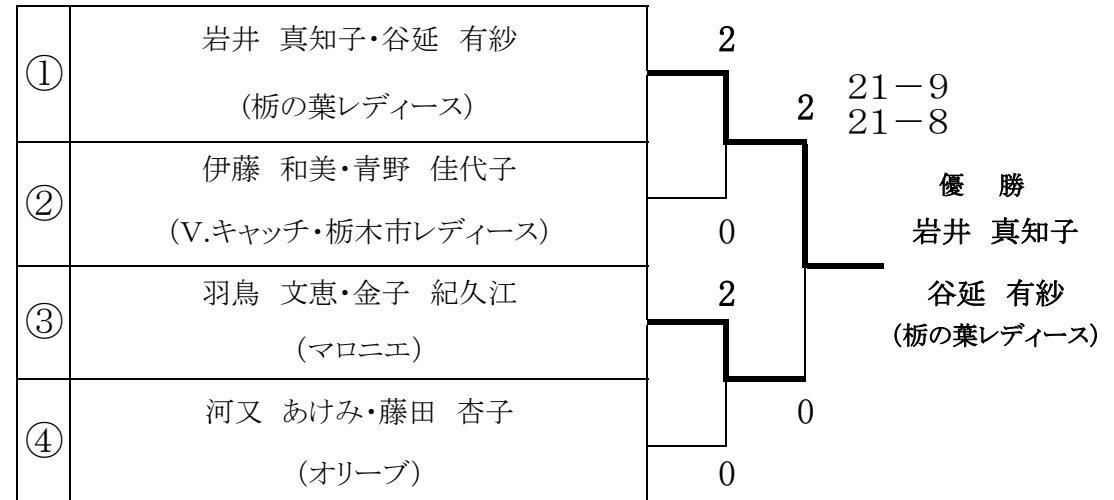 ① 岩井 真知子・谷延 有紗
(栃の葉レディース)
② 伊藤 和美・青野 佳代子
(V.キャッチ・栃木市レディース)
③ 羽鳥 文恵・金子 紀久江
(マロニエ)
④ 河又 あけみ・藤田 杏子
(オリーブ)
2
0
2
0
2
0
21－9
21－8
優 勝
岩井 真知子
谷延 有紗
(栃の葉レディース)